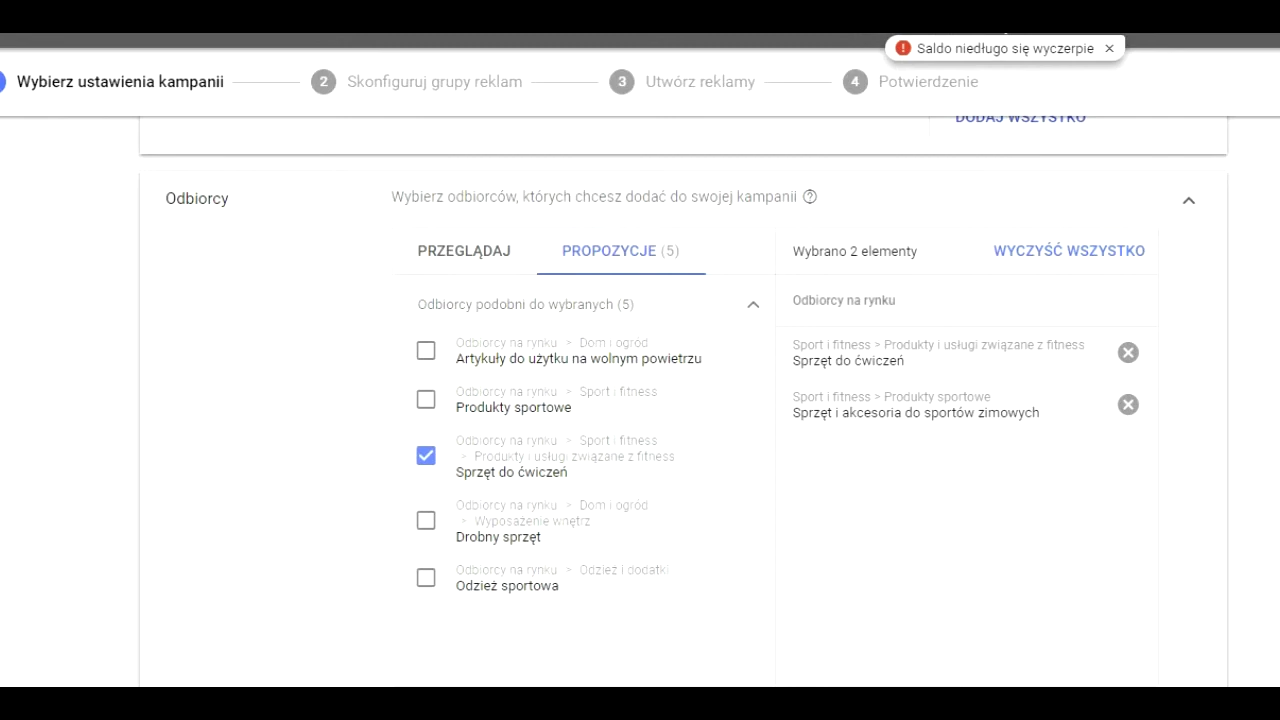 Saldo niedługo się wyczerpie
Wybierz ustawienia kampanii
2 Skonfiguruj grupy reklam
3 Utwórz reklamy
4 Potwierdzenie
DODAJ WSZYSTKO
Odbiorcy
Wybierz odbiorców, których chcesz dodać do swojej kampanii
PRZEGLĄDAJ
PROPOZYCJE (5)
Odbiorcy podobni do wybranych (5)
Odbiorcy na rynku > Dom i ogród
Artykuły do użytku na wolnym powietrzu
Odbiorcy na rynku > Sport i fitness
Produkty sportowe
Odbiorcy na rynku > Sport i fitness
> Produkty i usługi związane z fitness
Sprzęt do ćwiczeń
Odbiorcy na rynku > Dom i ogród
> Wyposażenie wnętrz
Drobny sprzęt
Odbiorcy na rynku > Odzież i dodatki
Odzież sportowa
Wybrano 2 elementy
WYCZYŚĆ WSZYSTKO
Odbiorcy na rynku
Sport i fitness > Produkty i usługi związane z fitness
Sprzęt do ćwiczeń
Sport i fitness > Produkty sportowe
Sprzęt i akcesoria do sportów zimowych